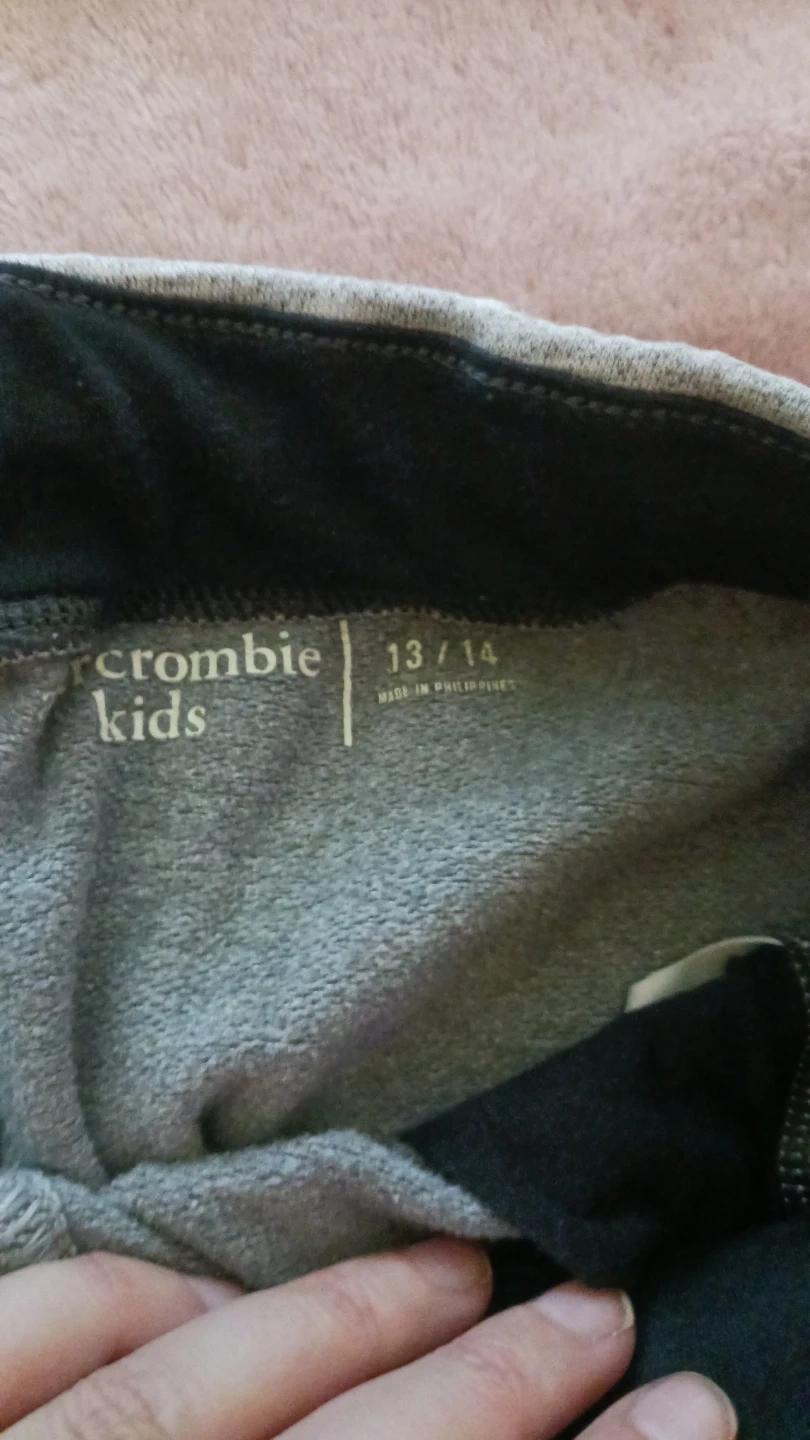 rcrombie
kids
13 / 14
MADE IN PHILIPPINES